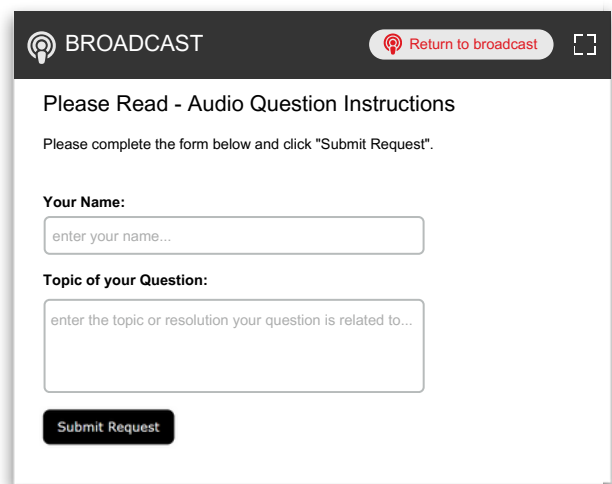 BROADCAST
Return to broadcast
Please Read - Audio Question Instructions
Please complete the form below and click "Submit Request".
Your Name:
enter your name...
Topic of your Question:
enter the topic or resolution your question is related to...
Submit Request